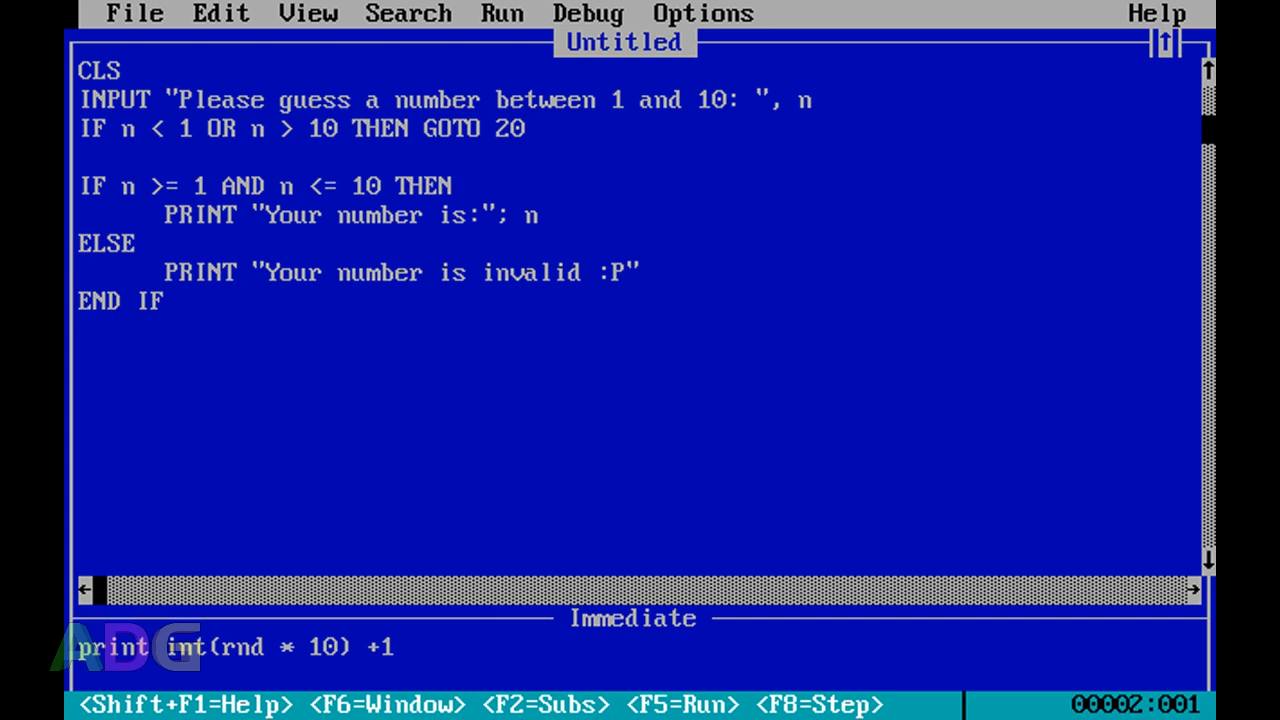 File Edit View Search Run Debug Options Help
Untitled
CLS
INPUT "Please guess a number between 1 and 10: ", n
IF n < 1 OR n > 10 THEN GOTO 20
IF n >= 1 AND n <= 10 THEN
PRINT "Your number is:"; n
ELSE
PRINT "Your number is invalid :P"
END IF
Immediate
print int(rnd * 10) +1
ADG
<Shift+F1=Help> <F6=Window> <F2=Subs> <F5=Run> <F8=Step> 00002:001